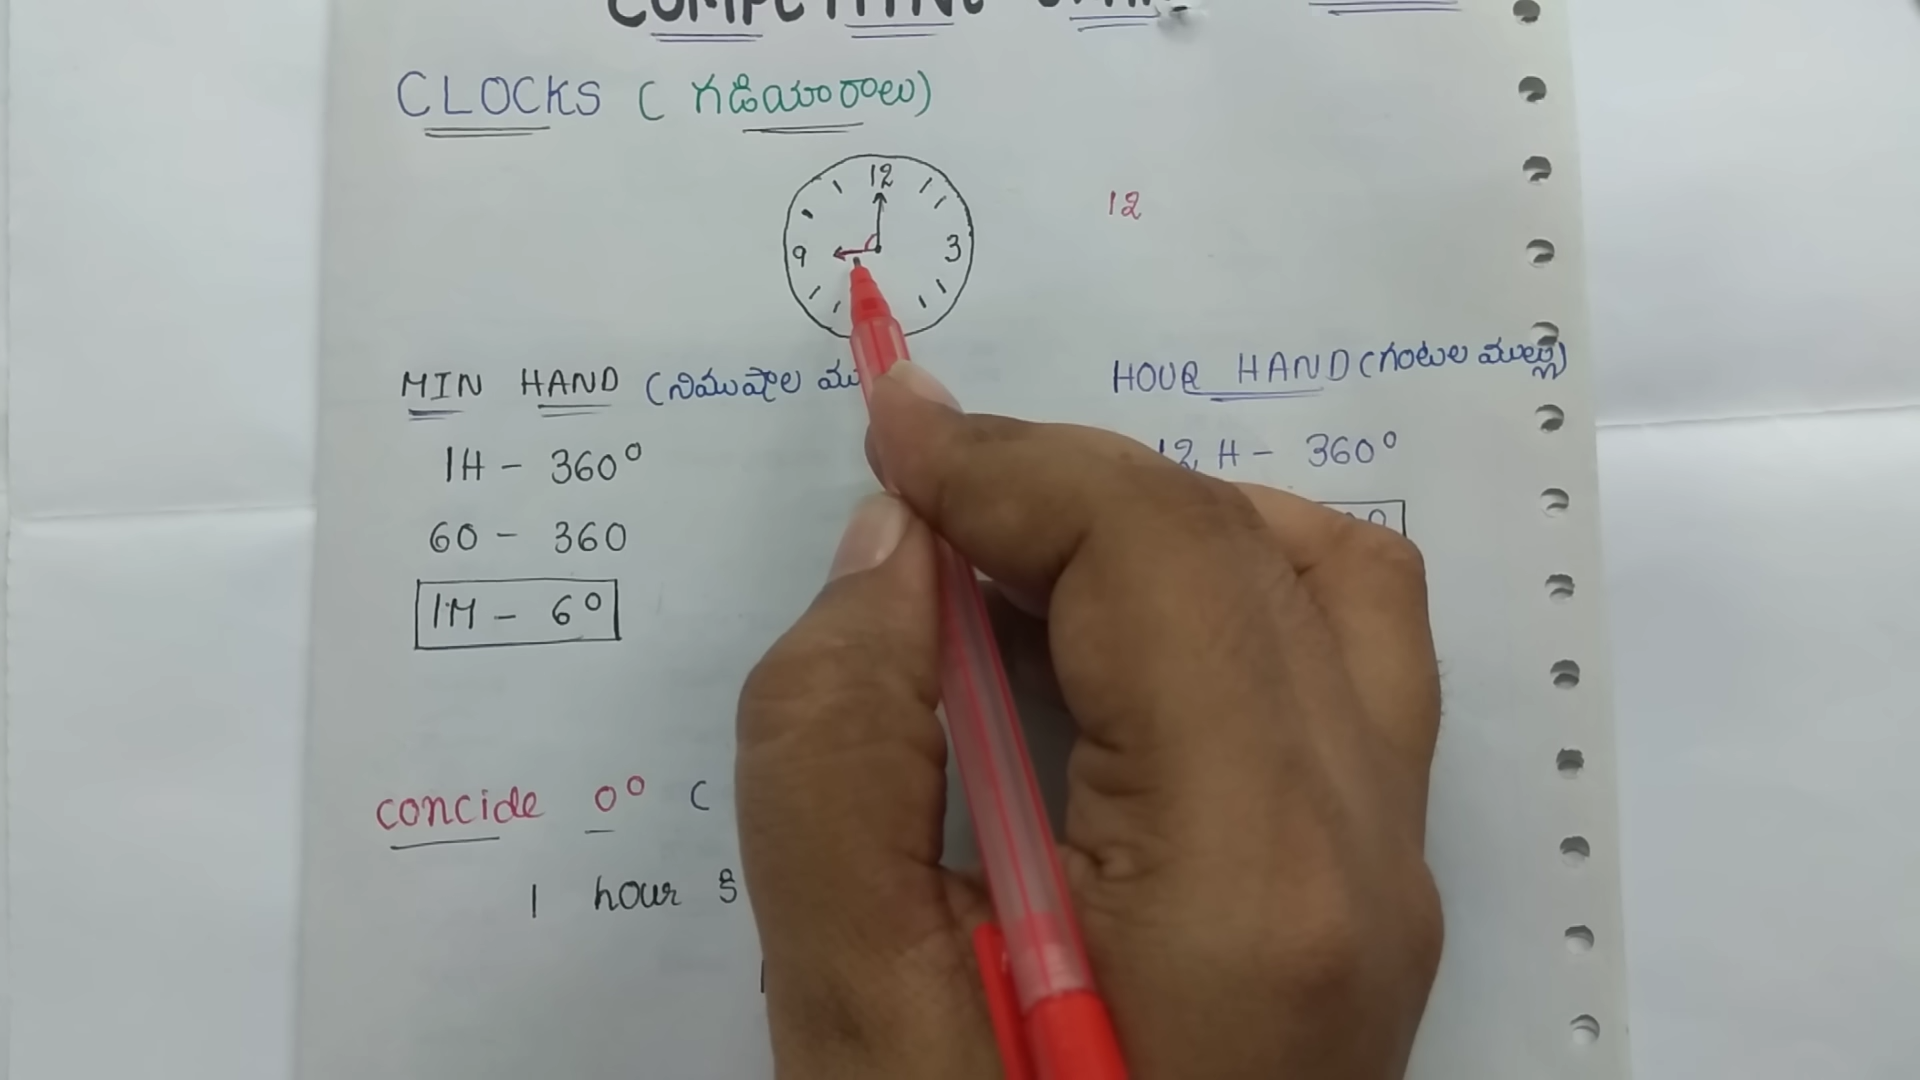 CLOCKS ( గడియారాలు)
12
9
3
12
MIN HAND (నిముషాల
HOUR HAND (గంటల ముల్లు)
1H - 360°
12 H - 360°
60 - 360
1M - 6°
concide 0° C
1 hour కి